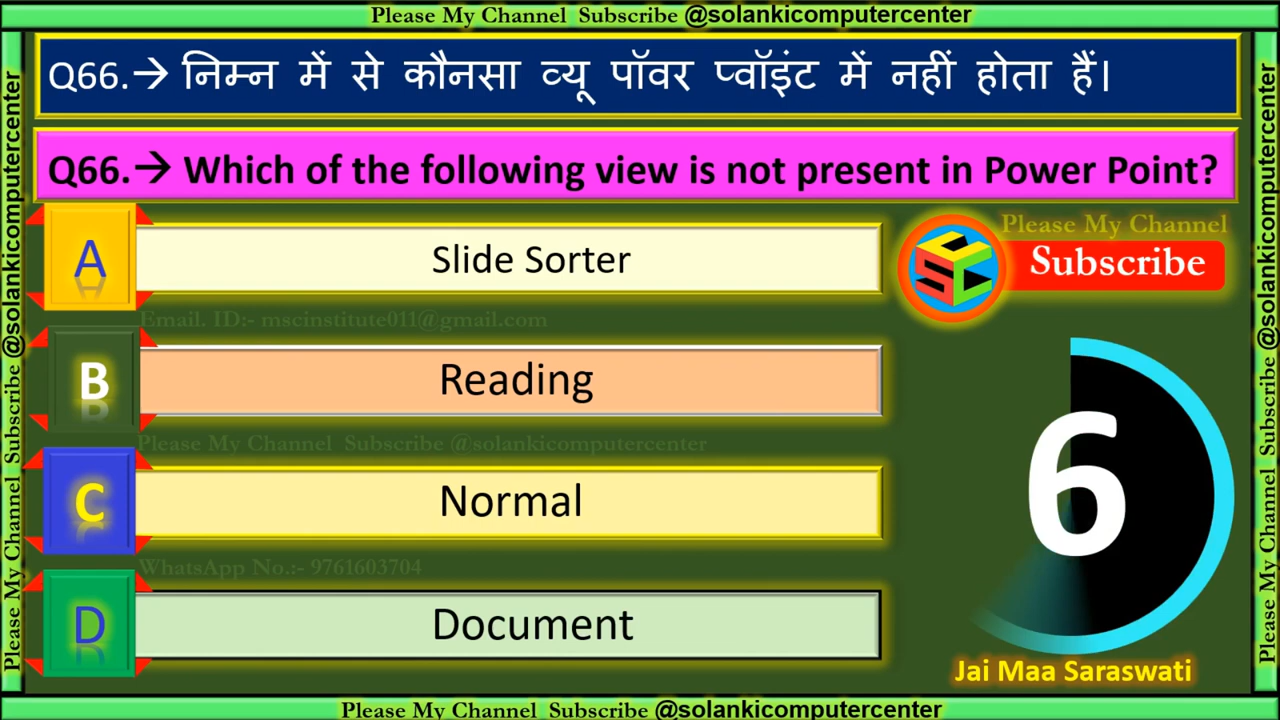 Please My Channel Subscribe @solankicomputercenter
Q66.→ निम्न में से कौनसा व्यू पॉवर प्वॉइंट में नहीं होता हैं।
Q66.→ Which of the following view is not present in Power Point?
A
Slide Sorter
Please My Channel
Subscribe
CSC
Email. ID:- mscinstitute011@gmail.com
B
Reading
Please My Channel Subscribe @solankicomputercenter
C
Normal
6
WhatsApp No.:- 9761603704
D
Document
Jai Maa Saraswati
Please My Channel Subscribe @solankicomputercenter
Please My Channel Subscribe @solankicomputercenter
Please My Channel Subscribe @solankicomputercenter